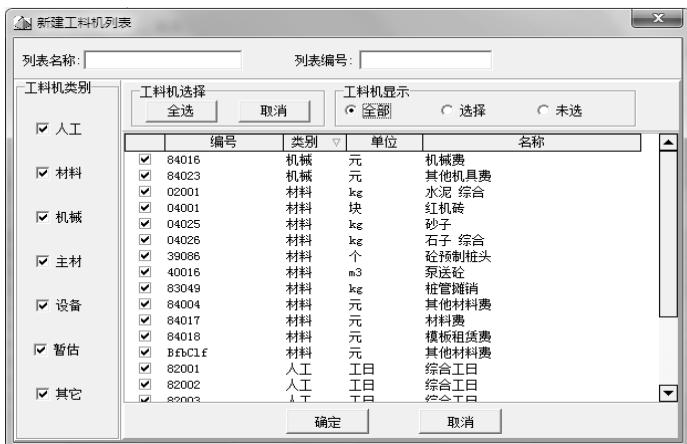 新建工料机列表
列表名称:
列表编号:
工料机类别
人工
材料
机械
主材
设备
暂估
其它
工料机选择
全选 取消
工料机显示
全部 选择 未选
编号 类别 单位 名称
84016 机械 元 机械费
84023 机械 元 其他机具费
02001 材料 kg 水泥 综合
04001 材料 块 红机砖
04025 材料 kg 砂子
04026 材料 kg 石子 综合
39086 材料 个 砼预制桩头
40016 材料 m3 泵送砼
83049 材料 kg 桩管摊销
84004 材料 元 其他材料费
84017 材料 元 材料费
84018 材料 元 模板租赁费
BfbClf 材料 元 其他材料费
82001 人工 工日 综合工日
82002 人工 工日 综合工日
82003 人工 工日 综合工日
确定 取消